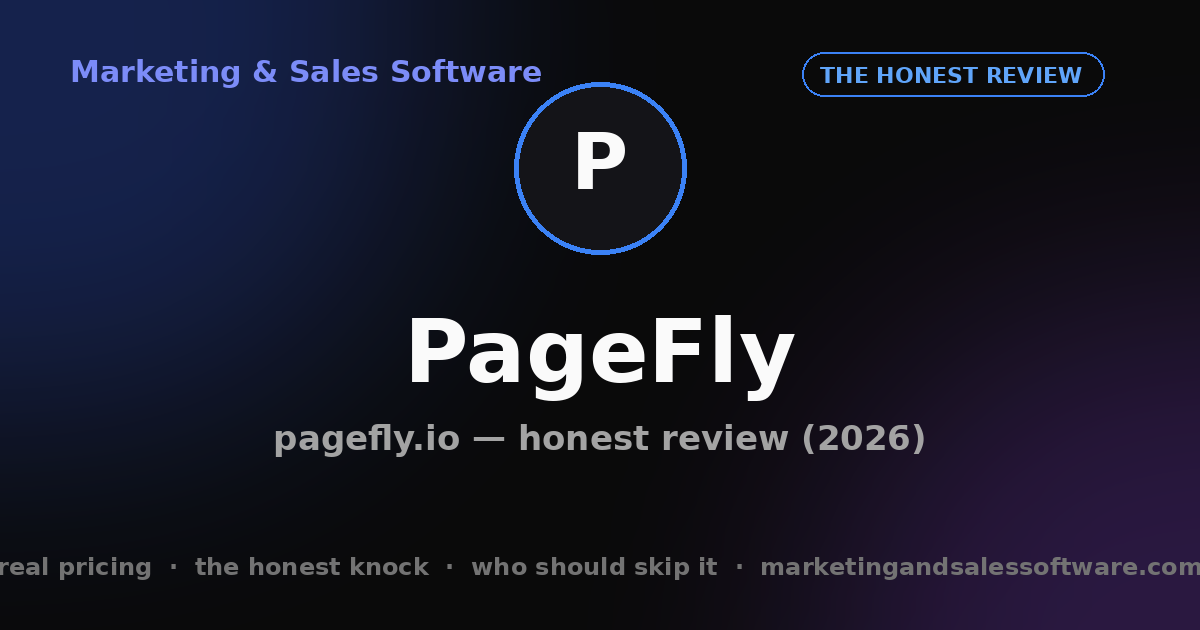 Marketing & Sales Software
THE HONEST REVIEW
P
PageFly
pagefly.io — honest review (2026)
real pricing · the honest knock · who should skip it · marketingandsalessoftware.com